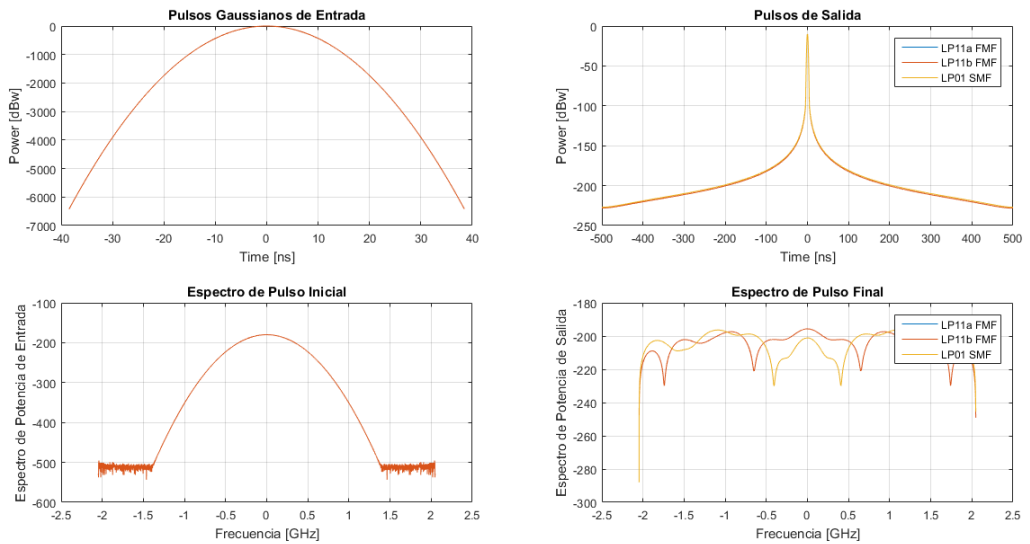 Pulsos Gaussianos de Entrada
Power [dBw]
0
-1000
-2000
-3000
-4000
-5000
-6000
-7000
-40 -30 -20 -10 0 10 20 30 40
Time [ns]
Pulsos de Salida
Power [dBw]
0
-50
-100
-150
-200
-250
LP11a FMF
LP11b FMF
LP01 SMF
-500 -400 -300 -200 -100 0 100 200 300 400 500
Time [ns]
Espectro de Pulso Inicial
Espectro de Potencia de Entrada
-100
-200
-300
-400
-500
-600
-2.5 -2 -1.5 -1 -0.5 0 0.5 1 1.5 2 2.5
Frecuencia [GHz]
Espectro de Pulso Final
Espectro de Potencia de Salida
-180
-200
-220
-240
-260
-280
-300
LP11a FMF
LP11b FMF
LP01 SMF
-2.5 -2 -1.5 -1 -0.5 0 0.5 1 1.5 2 2.5
Frecuencia [GHz]